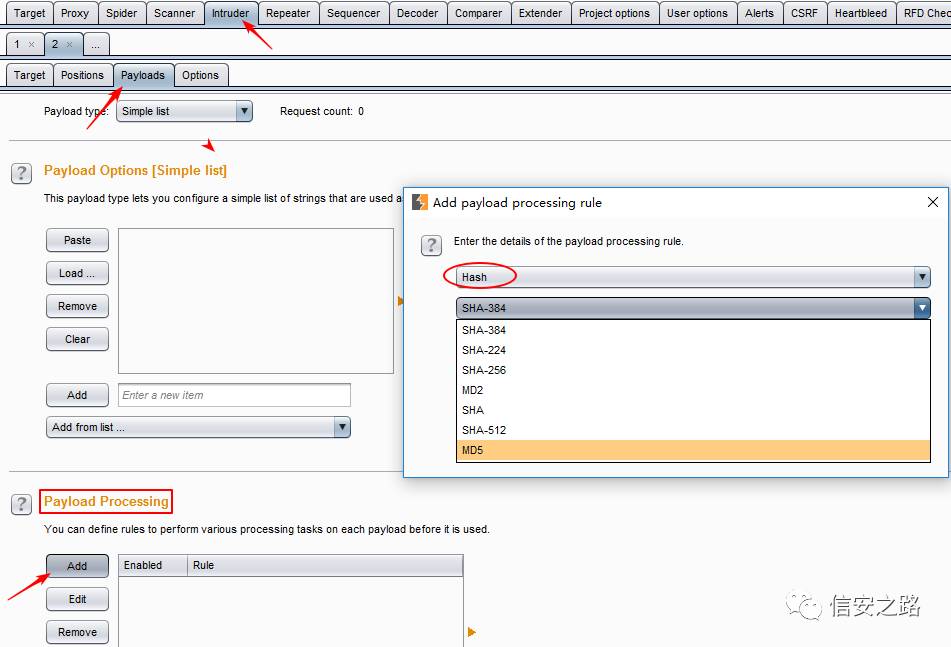 Target Proxy Spider Scanner Intruder Repeater Sequencer Decoder Comparer Extender Project options User options Alerts CSRF Heartbleed RFD Chec
1 × 2 × ...
Target Positions Payloads Options
Payload type: Simple list Request count: 0
? Payload Options [Simple list]
This payload type lets you configure a simple list of strings that are used a
Paste
Load ...
Remove
Clear
Add Enter a new item
Add from list ...
Add payload processing rule
? Enter the details of the payload processing rule.
Hash
SHA-384
SHA-384
SHA-224
SHA-256
MD2
SHA
SHA-512
MD5
? Payload Processing
You can define rules to perform various processing tasks on each payload before it is used.
Add Enabled Rule
Edit
Remove
信安之路